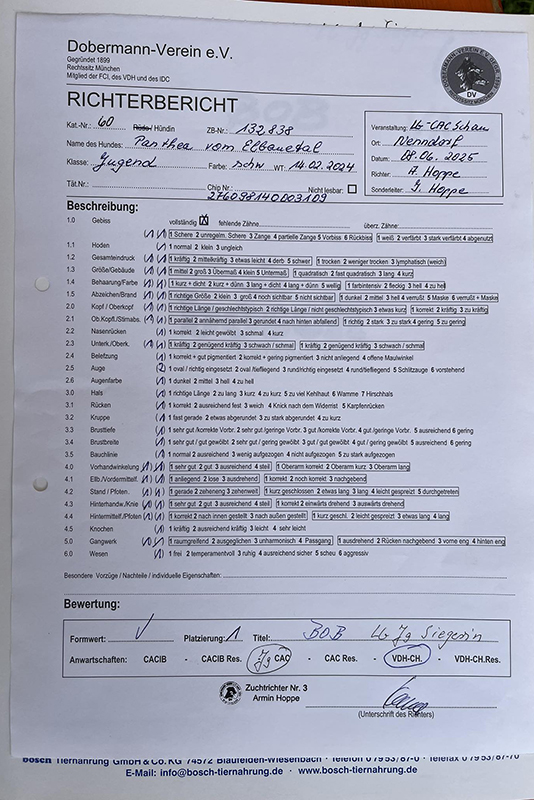 Dobermann-Verein e.V.
Gegründet 1899
Rechtssitz München
Mitglied der FCI, des VDH und des IDC
DV
RICHTERBERICHT
Kat.-Nr.: 60 Rüde / Hündin ZB-Nr.: 132838
Name des Hundes: Panthea vom Elbauetal
Klasse: Jugend Farbe: schw WT: 14.02.2024
Tät.Nr.: Chip Nr.: 276098140003109 Nicht lesbar:
Veranstaltung: LG-CAC Schau
Ort: Nenndorf
Datum: 08.06.2025
Richter: A. Hoppe
Sonderleiter: J. Hoppe
Beschreibung:
1.0 Gebiss vollständig X fehlende Zähne überz. Zähne:
1 Schere 2 unregelm. Schere 3 Zange 4 partielle Zange 5 Vorbiss 6 Rückbiss 1 weiß 2 verfärbt 3 stark verfärbt 4 abgenutzt
1.1 Hoden 1 normal 2 klein 3 ungleich
1.2 Gesamteindruck 1 kräftig 2 mittelkräftig 3 etwas leicht 4 derb 5 schwer 1 trocken 2 weniger trocken 3 lymphatisch (weich)
1.3 Größe/Gebäude 1 mittel 2 groß 3 Übermaß 4 klein 5 Untermaß 1 quadratisch 2 fast quadratisch 3 lang 4 kurz
1.4 Behaarung/Farbe 1 kurz + dicht 2 kurz + dünn 3 lang + dicht 4 lang + dünn 5 wellig 1 farbintensiv 2 fleckig 3 hell 4 zu hell
1.5 Abzeichen/Brand 1 richtige Größe 2 klein 3 groß 4 noch sichtbar 5 nicht sichtbar 1 dunkel 2 mittel 3 hell 4 verrußt 5 Maske 6 verrußt + Maske
2.0 Kopf / Oberkopf 1 richtige Länge / geschlechtstypisch 2 richtige Länge / nicht geschlechtstypisch 3 etwas kurz 1 korrekt 2 kräftig 3 zu kräftig
2.1 Ob.Kopf/Stirnabs. 1 parallel 2 annähernd parallel 3 gerundet 4 nach hinten abfallend 1 richtig 2 stark 3 zu stark 4 gering 5 zu gering
2.2 Nasenrücken 1 korrekt 2 leicht gewölbt 3 schmal 4 kurz
2.3 Unterk./Oberk. 1 kräftig 2 genügend kräftig 3 schwach / schmal 1 kräftig 2 genügend kräftig 3 schwach / schmal
2.4 Belefzung 1 korrekt + gut pigmentiert 2 korrekt + gering pigmentiert 3 nicht anliegend 4 offene Maulwinkel
2.5 Auge 1 oval / richtig eingesetzt 2 oval /tiefliegend 3 rund/richtig eingesetzt 4 rund/tiefliegend 5 Schlitzauge 6 vorstehend
2.6 Augenfarbe 1 dunkel 2 mittel 3 hell 4 zu hell
3.0 Hals 1 richtige Länge 2 zu lang 3 kurz 4 zu kurz 5 zu viel Kehlhaut 6 Wamme 7 Hirschhals
3.1 Rücken 1 korrekt 2 ausreichend fest 3 weich 4 Knick nach dem Widerrist 5 Karpfenrücken
3.2 Kruppe 1 fast gerade 2 etwas abgerundet 3 zu stark abgerundet 4 zu kurz
3.3 Brusttiefe 1 sehr gut /korrekte Vorbr. 2 sehr gut /geringe Vorbr. 3 gut /korrekte Vorbr. 4 gut /geringe Vorbr. 5 ausreichend 6 gering
3.4 Brustbreite 1 sehr gut / gut gewölbt 2 sehr gut / gering gewölbt 3 gut / gut gewölbt 4 gut / gering gewölbt 5 ausreichend 6 gering
3.5 Bauchlinie 1 normal 2 ausreichend 3 wenig aufgezogen 4 nicht aufgezogen 5 zu stark aufgezogen
4.0 Vorhandwinkelung 1 sehr gut 2 gut 3 ausreichend 4 steil 1 Oberarm korrekt 2 Oberarm kurz 3 Oberarm lang
4.1 Ellb./Vordermittelf. 1 anliegend 2 lose 3 ausdrehend 1 korrekt 2 noch korrekt 3 nachgebend
4.2 Stand / Pfoten. 1 gerade 2 zeheneng 3 zehenweit 1 kurz geschlossen 2 etwas lang 3 lang 4 leicht gespreizt 5 durchgetreten
4.3 Hinterhandw./Knie 1 sehr gut 2 gut 3 ausreichend 4 steil 1 korrekt 2 einwärts drehend 3 auswärts drehend
4.4 Hintermittelf./Pfoten 1 korrekt 2 nach innen gestellt 3 nach außen gestellt 1 kurz geschl. 2 leicht gespreizt 3 etwas lang 4 lang
4.5 Knochen 1 kräftig 2 ausreichend kräftig 3 leicht 4 sehr leicht
5.0 Gangwerk 1 raumgreifend 2 ausgeglichen 3 unharmonisch 4 Passgang 1 ausdrehend 2 Rücken nachgebend 3 vorne eng 4 hinten eng
6.0 Wesen 1 frei 2 temperamentvoll 3 ruhig 4 ausreichend sicher 5 scheu 6 aggressiv
Besondere Vorzüge / Nachteile / individuelle Eigenschaften:
Bewertung:
Formwert: V Platzierung: 1 Titel: BOB LG Jg Siegerin
Anwartschaften: CACIB - CACIB Res. Jg CAC - CAC Res. - VDH-CH. - VDH-CH.Res.
Zuchtrichter Nr. 3
Armin Hoppe
(Unterschrift des Richters)
bosch Tiernahrung GmbH & Co. KG 74572 Blaufelden-Wiesenbach · Telefon 0 79 53/87-0 · Telefax 0 79 53/87-70
E-Mail: info@bosch-tiernahrung.de · www.bosch-tiernahrung.de